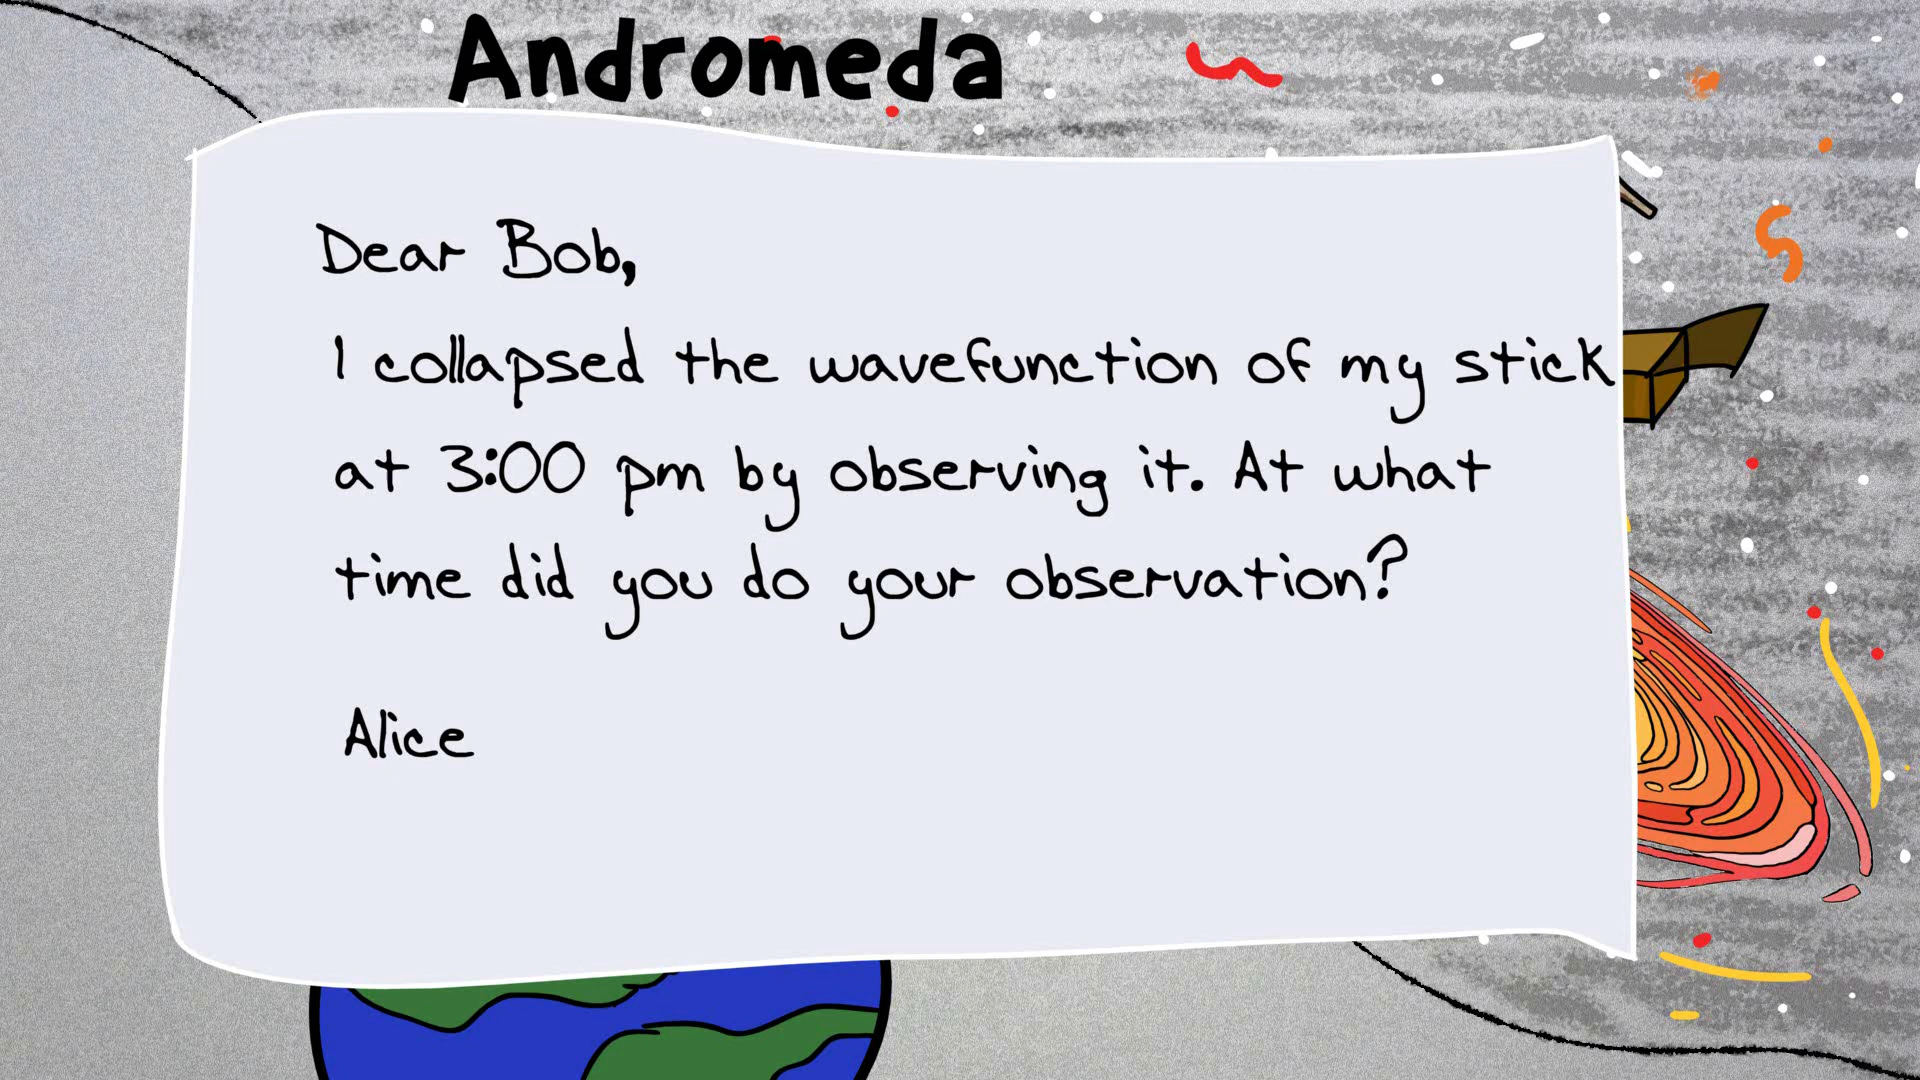 Andromeda
Dear Bob,
I collapsed the wavefunction of my stick
at 3:00 pm by observing it. At what
time did you do your observation?
Alice